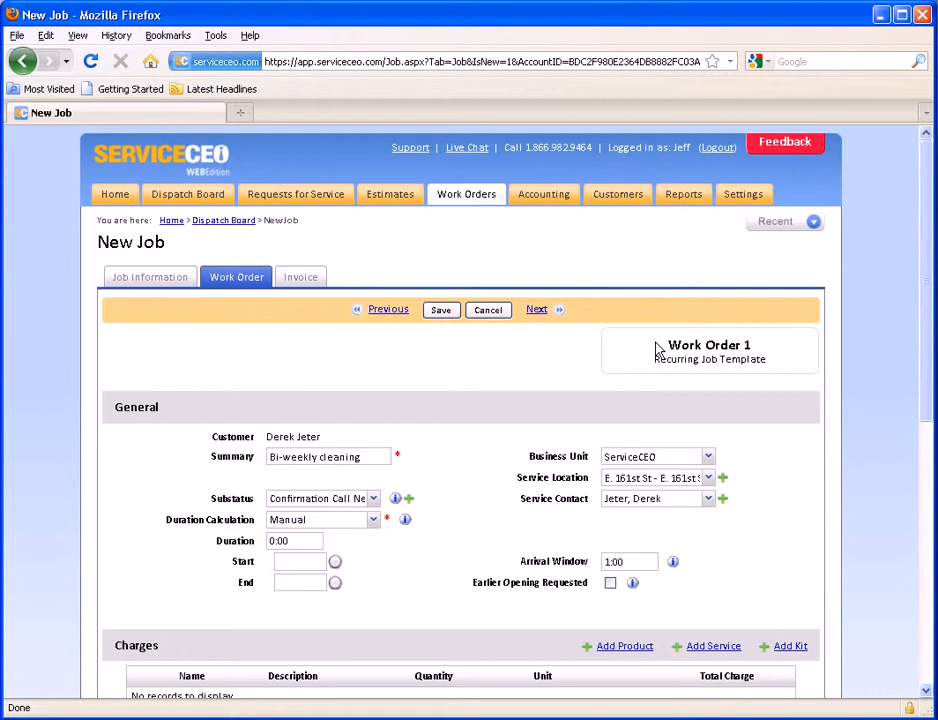 New Job - Mozilla Firefox
File Edit View History Bookmarks Tools Help
serviceceo.com https://app.serviceceo.com/Job.aspx?Tab=Job&IsNew=1&AccountID=BDC2F980E2364DB8882FC03A Google
Most Visited Getting Started Latest Headlines
New Job
SERVICECEO Support Live Chat Call 1.866.982.9464 Logged in as: Jeff (Logout) Feedback
WEBEdition
Home Dispatch Board Requests for Service Estimates Work Orders Accounting Customers Reports Settings
You are here: Home > Dispatch Board > New Job Recent
New Job
Job Information Work Order Invoice
Previous Save Cancel Next
Work Order 1
Recurring Job Template
General
Customer Derek Jeter
Summary Bi-weekly cleaning * Business Unit ServiceCEO
Service Location E. 161st St - E. 161st S
Substatus Confirmation Call Ne Service Contact Jeter, Derek
Duration Calculation Manual *
Duration 0:00
Start Arrival Window 1:00
End Earlier Opening Requested
Charges Add Product Add Service Add Kit
Name Description Quantity Unit Total Charge
No records to display.
Done